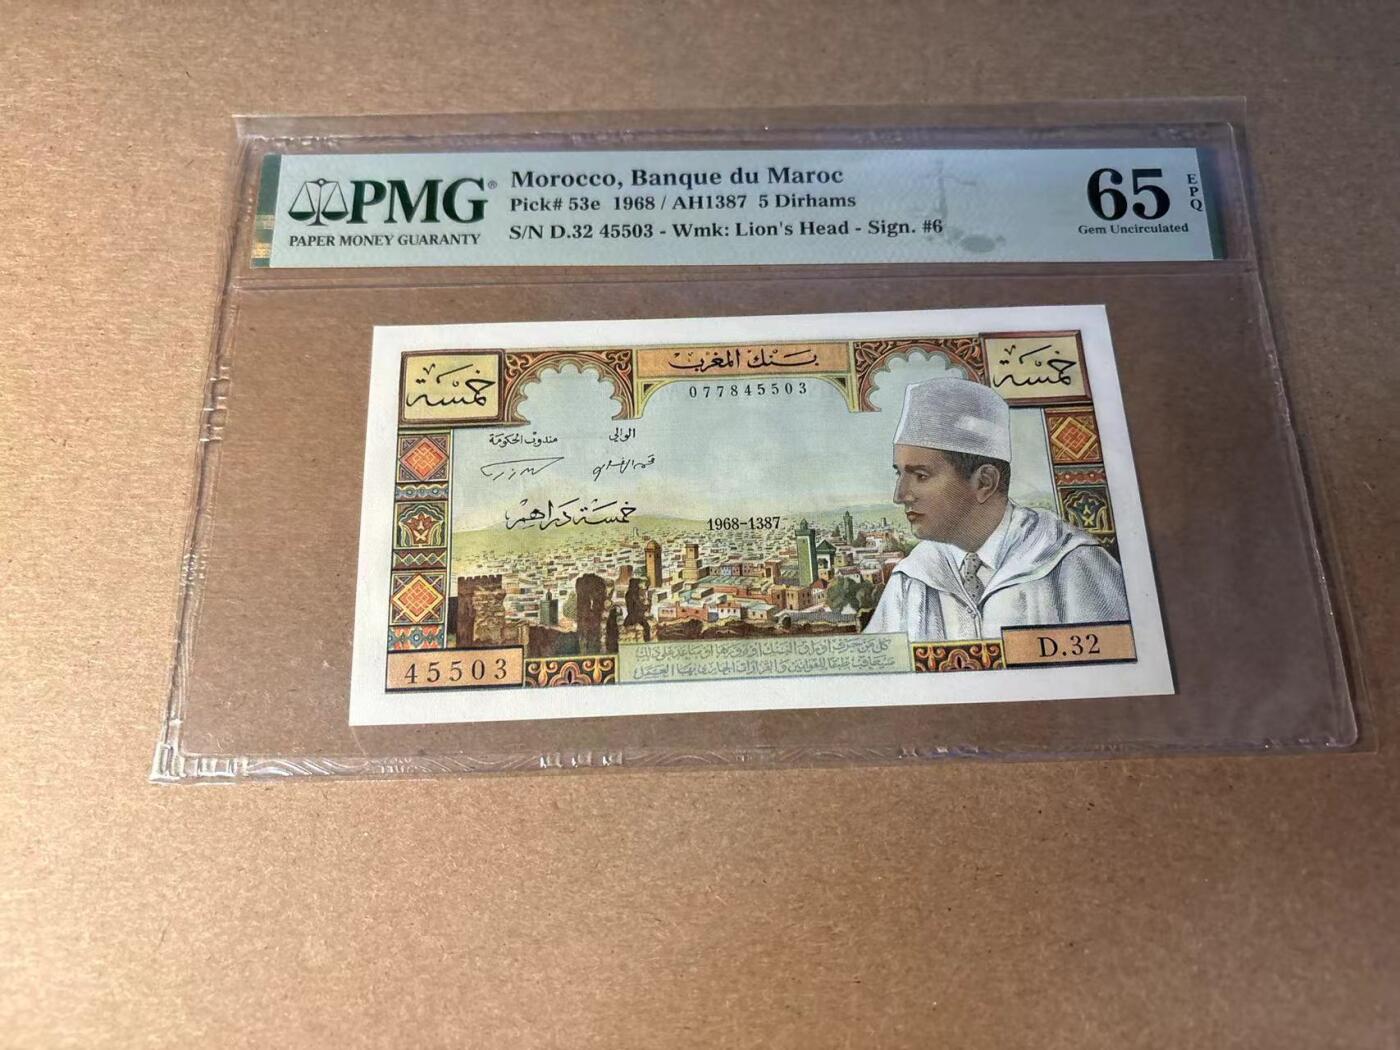 PMG®
PAPER MONEY GUARANTY
Morocco, Banque du Maroc
Pick# 53e 1968 / AH1387 5 Dirhams
S/N D.32 45503 - Wmk: Lion's Head - Sign. #6
65
EPQ
Gem Uncirculated
خمسة
بنك المغرب
خمسة
077845503
مندوب الحكومة
الوالي
خمسة دراهم
1968-1387
45503
D.32